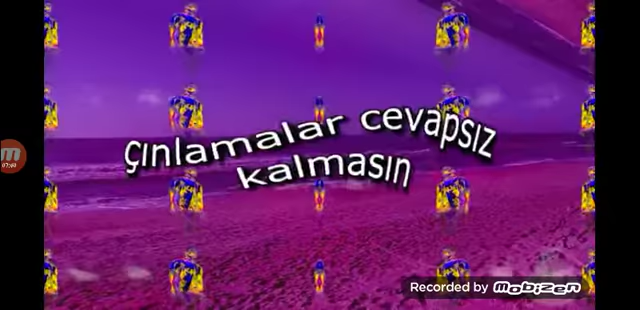 çınlamalar cevapsız
kalmasın
Recorded by mobizen